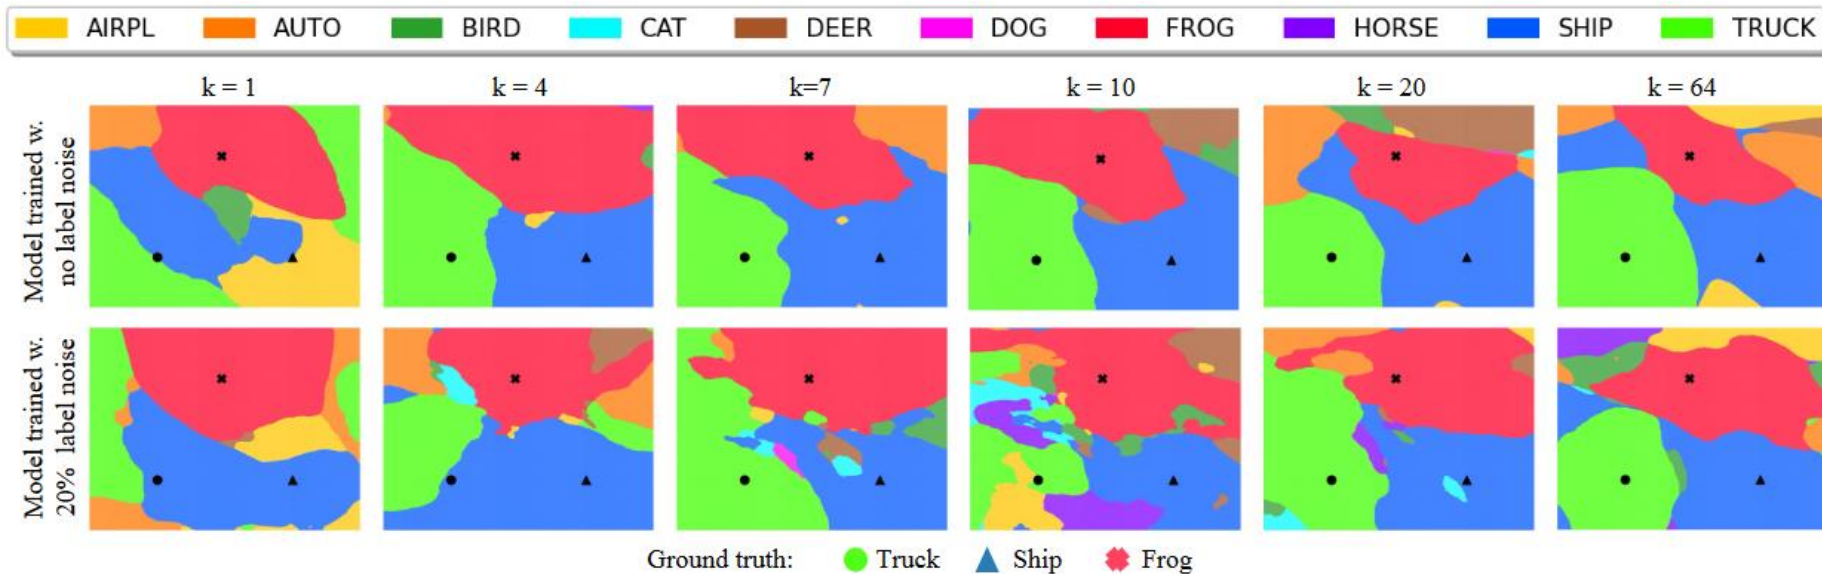 AIRPL AUTO BIRD CAT DEER DOG FROG HORSE SHIP TRUCK
k = 1 k = 4 k=7 k = 10 k = 20 k = 64
Model trained w.
no label noise
Model trained w.
20% label noise
Ground truth: Truck Ship Frog